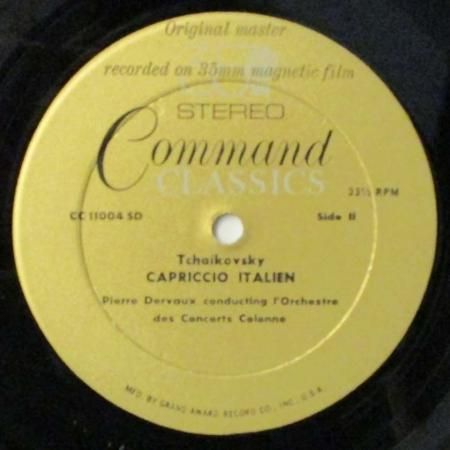 Original master
recorded on 35mm magnetic film
STEREO
Command
CLASSICS
33⅓ RPM
CC 11004 SD
Side II
Tchaikovsky
CAPRICCIO ITALIEN
Pierre Dervaux conducting l'Orchestre
des Concerts Colonne
MFD. BY GRAND AWARD RECORD CO., INC., U.S.A.